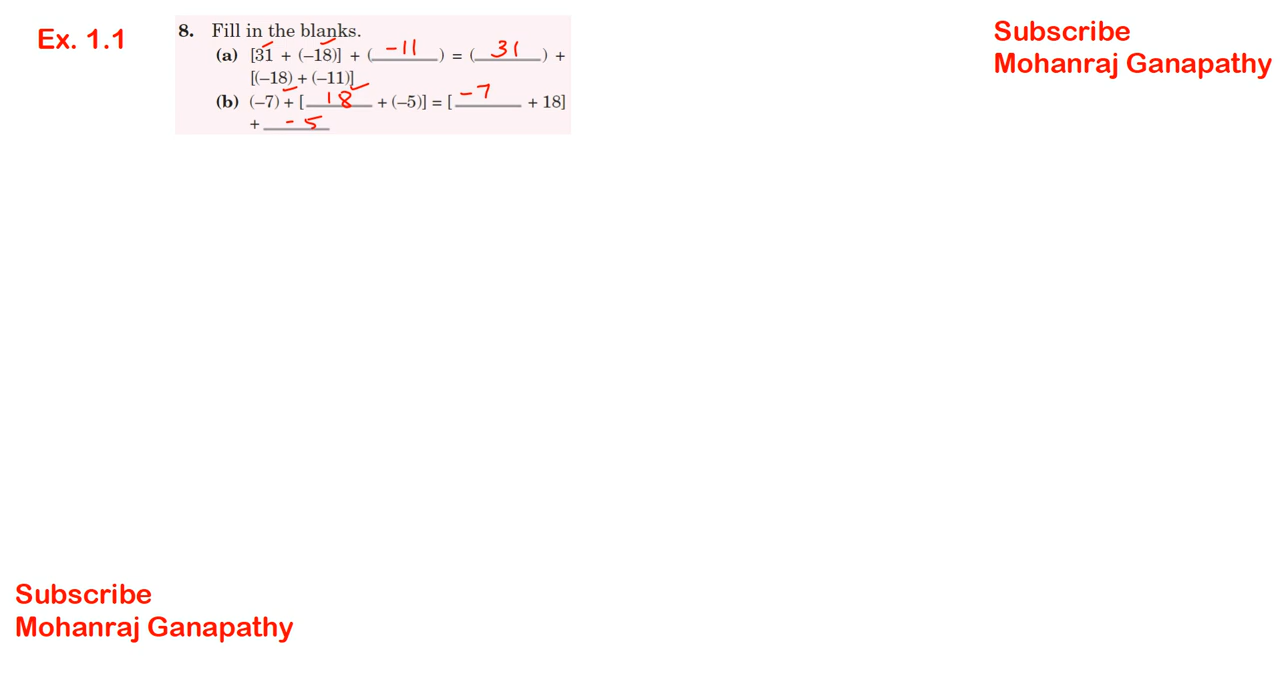 Ex. 1.1
8. Fill in the blanks.
(a) [31 + (–18)] + ( -11 ) = ( 31 ) +
[(–18) + (–11)]
(b) (–7) + [ 18 + (–5)] = [ -7 + 18]
+ -5
Subscribe
Mohanraj Ganapathy
Subscribe
Mohanraj Ganapathy